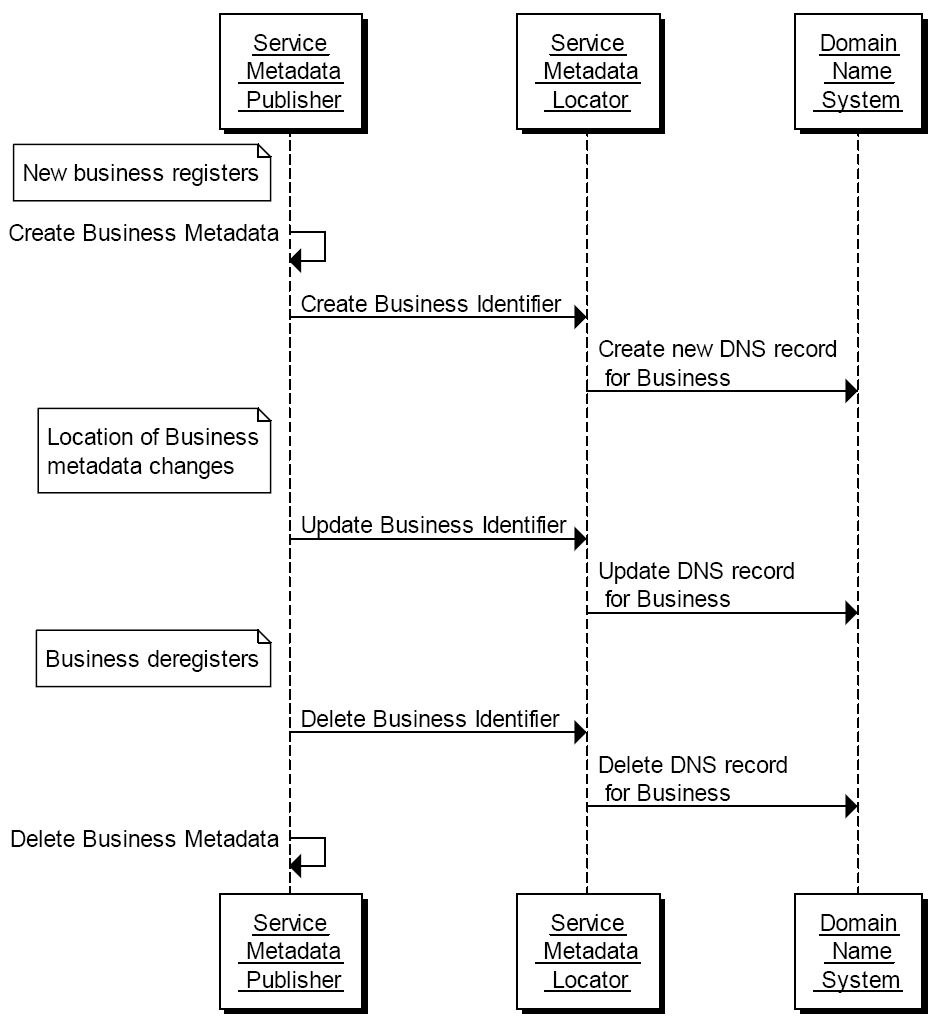 Service
Metadata
Publisher
Service
Metadata
Locator
Domain
Name
System
New business registers
Create Business Metadata
Create Business Identifier
Create new DNS record
for Business
Location of Business
metadata changes
Update Business Identifier
Update DNS record
for Business
Business deregisters
Delete Business Identifier
Delete DNS record
for Business
Delete Business Metadata
Service
Metadata
Publisher
Service
Metadata
Locator
Domain
Name
System